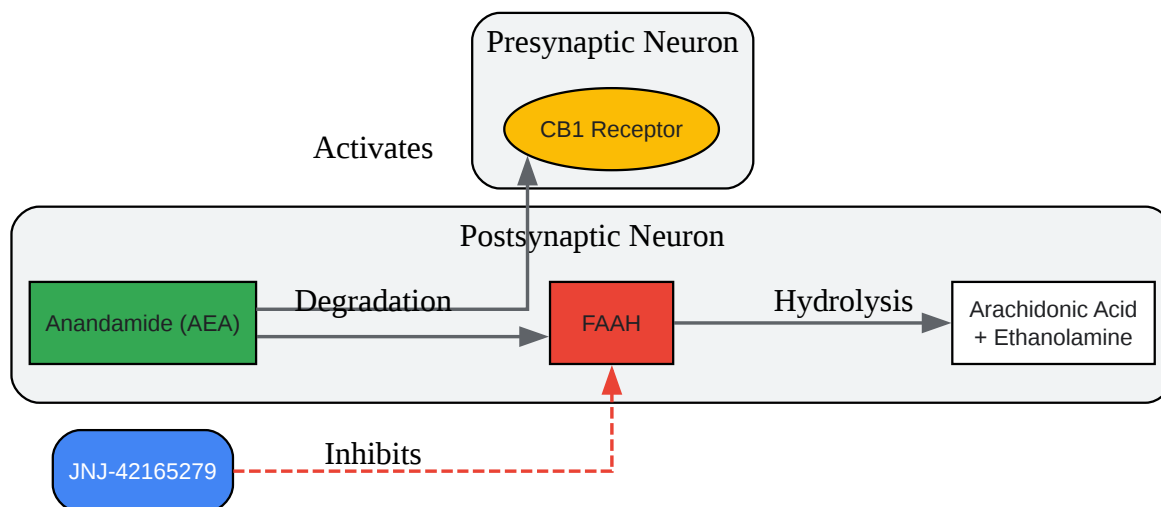 Presynaptic Neuron
CB1 Receptor
Activates
Postsynaptic Neuron
Anandamide (AEA)
Degradation
FAAH
Hydrolysis
Arachidonic Acid
+ Ethanolamine
JNJ-42165279
Inhibits